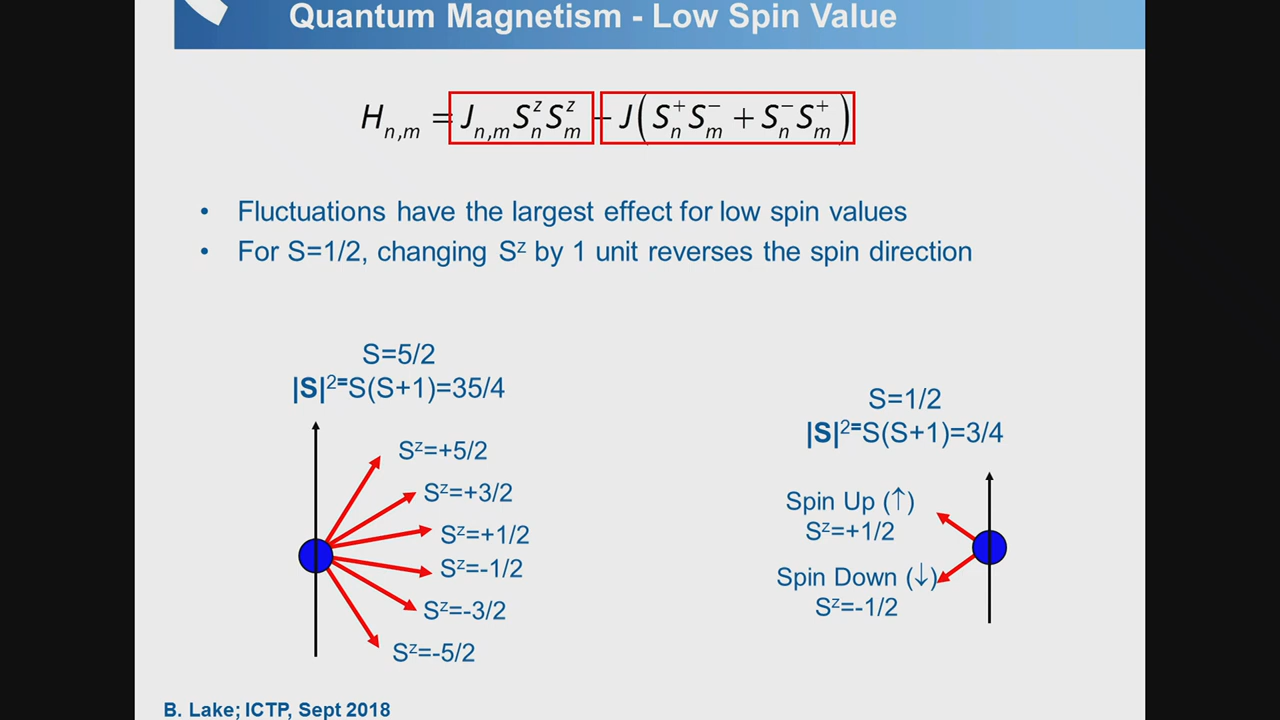 Quantum Magnetism - Low Spin Value
H_{n,m} = J_{n,m} S_n^z S_m^z + J(S_n^+ S_m^- + S_n^- S_m^+)
• Fluctuations have the largest effect for low spin values
• For S=1/2, changing S^z by 1 unit reverses the spin direction
S=5/2
|S|²=S(S+1)=35/4
S^z=+5/2
S^z=+3/2
S^z=+1/2
S^z=-1/2
S^z=-3/2
S^z=-5/2
S=1/2
|S|²=S(S+1)=3/4
Spin Up (↑)
S^z=+1/2
Spin Down (↓)
S^z=-1/2
B. Lake; ICTP, Sept 2018